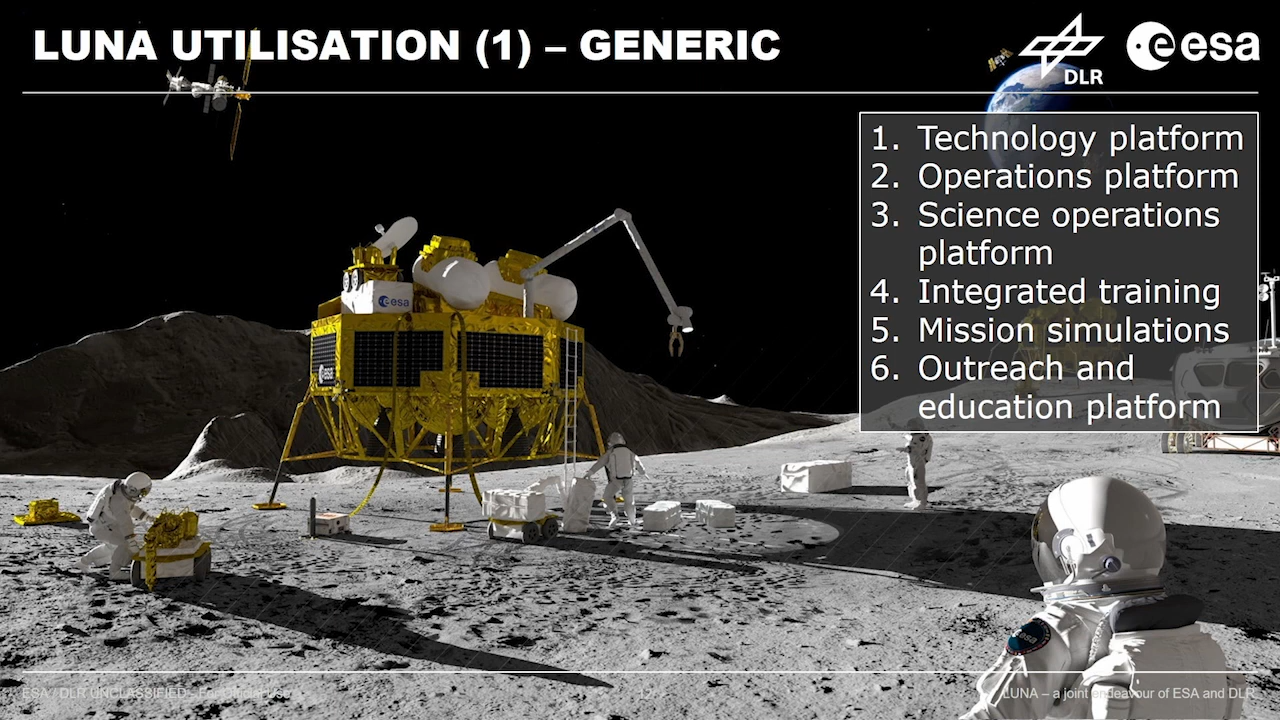 LUNA UTILISATION (1) – GENERIC
DLR
esa
1. Technology platform
2. Operations platform
3. Science operations
platform
4. Integrated training
5. Mission simulations
6. Outreach and
education platform
esa
esa
esa
ESA / DLR UNCLASSIFIED - For Official Use
12
LUNA – a joint endeavour of ESA and DLR